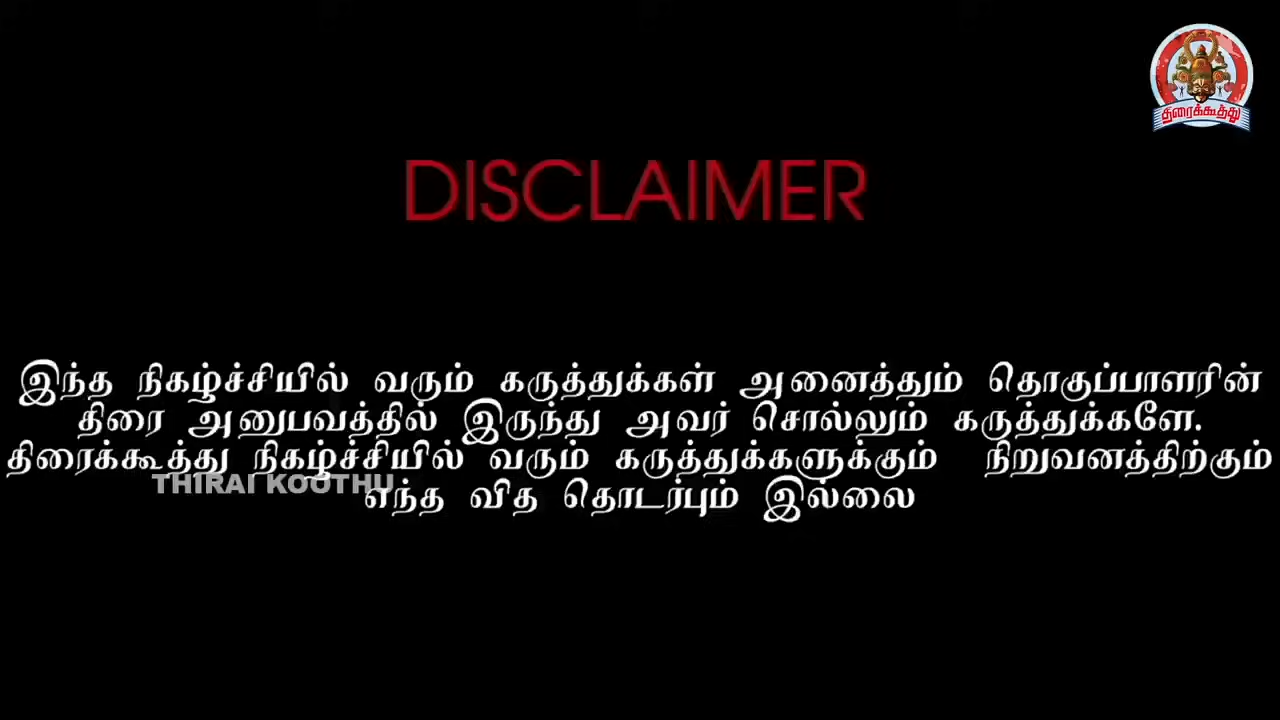 திரைக்கூத்து
DISCLAIMER
இந்த நிகழ்ச்சியில் வரும் கருத்துக்கள் அனைத்தும் தொகுப்பாளரின்
திரை அனுபவத்தில் இருந்து அவர் சொல்லும் கருத்துக்களே.
திரைக்கூத்து நிகழ்ச்சியில் வரும் கருத்துக்களுக்கும் நிறுவனத்திற்கும்
THIRAI KOOTHU
எந்த வித தொடர்பும் இல்லை